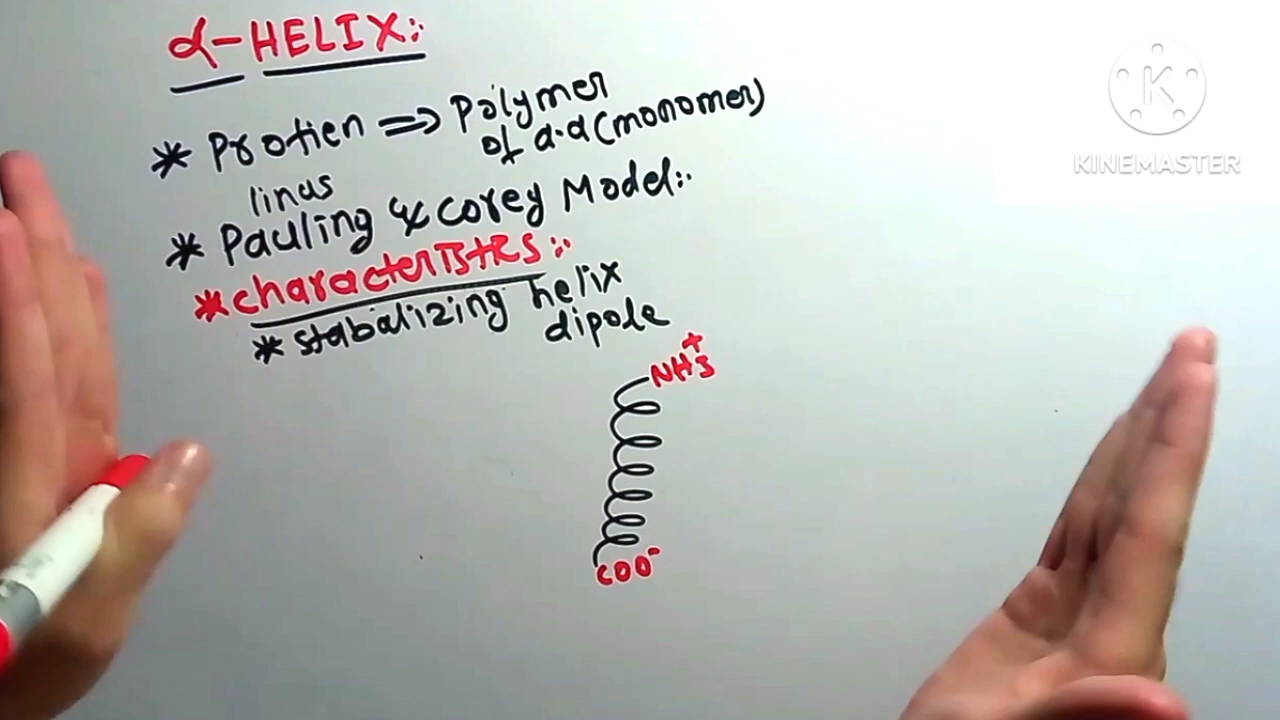 α-HELIX:-
* Protien ⇒ Polymer
of a.a (monomer)
linus
* Pauling & corey Model:-
* characteristics:-
* stabalizing helix
dipole
NH3+
COO-
K
KINEMASTER